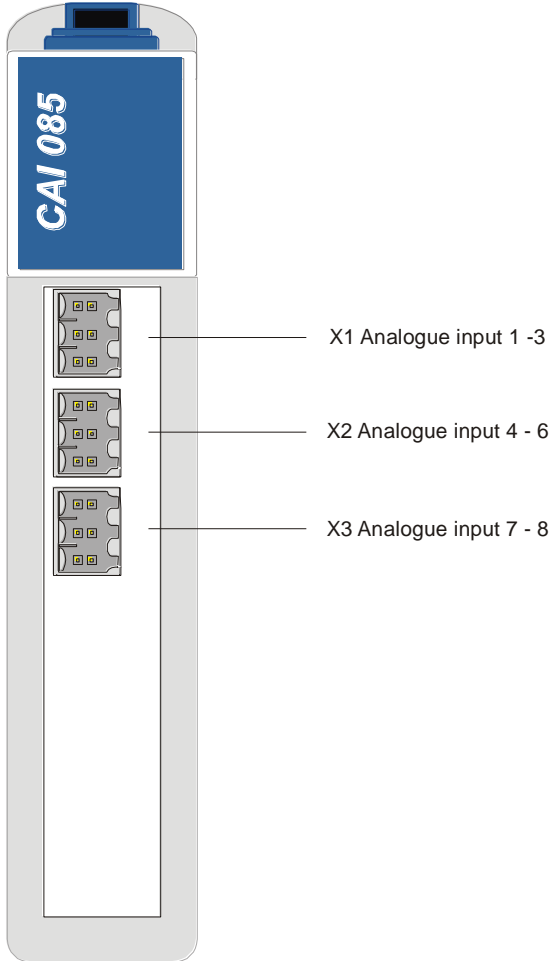 CAI 085
X1 Analogue input 1 -3
X2 Analogue input 4 - 6
X3 Analogue input 7 - 8